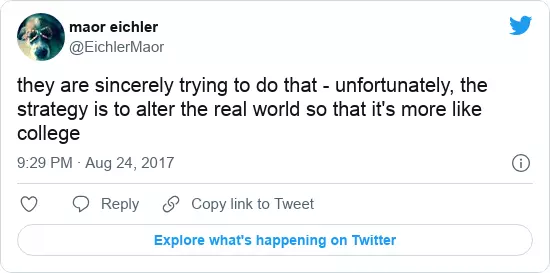 maor eichler
@EichlerMaor
they are sincerely trying to do that - unfortunately, the
strategy is to alter the real world so that it's more like
college
9:29 PM · Aug 24, 2017
Reply Copy link to Tweet
Explore what's happening on Twitter